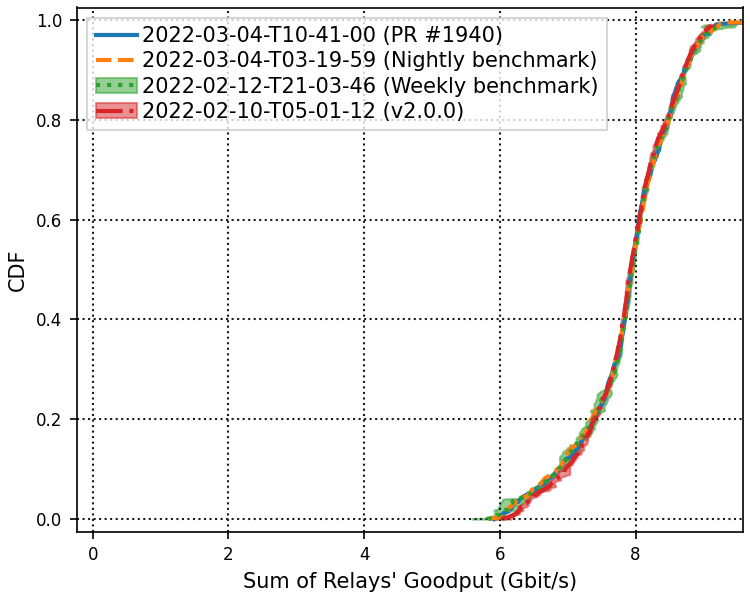 1.0
0.8
0.6
0.4
0.2
0.0
CDF
2022-03-04-T10-41-00 (PR #1940)
2022-03-04-T03-19-59 (Nightly benchmark)
2022-02-12-T21-03-46 (Weekly benchmark)
2022-02-10-T05-01-12 (v2.0.0)
0 2 4 6 8
Sum of Relays' Goodput (Gbit/s)